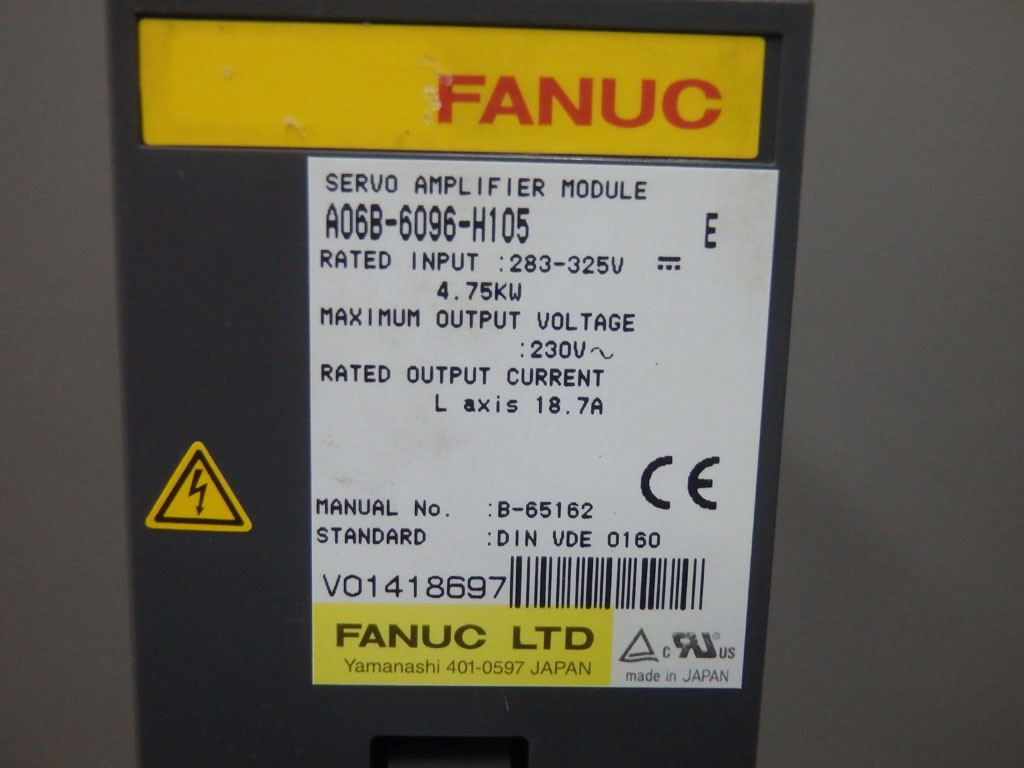 FANUC
SERVO AMPLIFIER MODULE
A06B-6096-H105 E
RATED INPUT :283-325V ⎓
4.75KW
MAXIMUM OUTPUT VOLTAGE
:230V～
RATED OUTPUT CURRENT
L axis 18.7A
CE
MANUAL No. :B-65162
STANDARD :DIN VDE 0160
V01418697
FANUC LTD
Yamanashi 401-0597 JAPAN
c RU® US
made in JAPAN